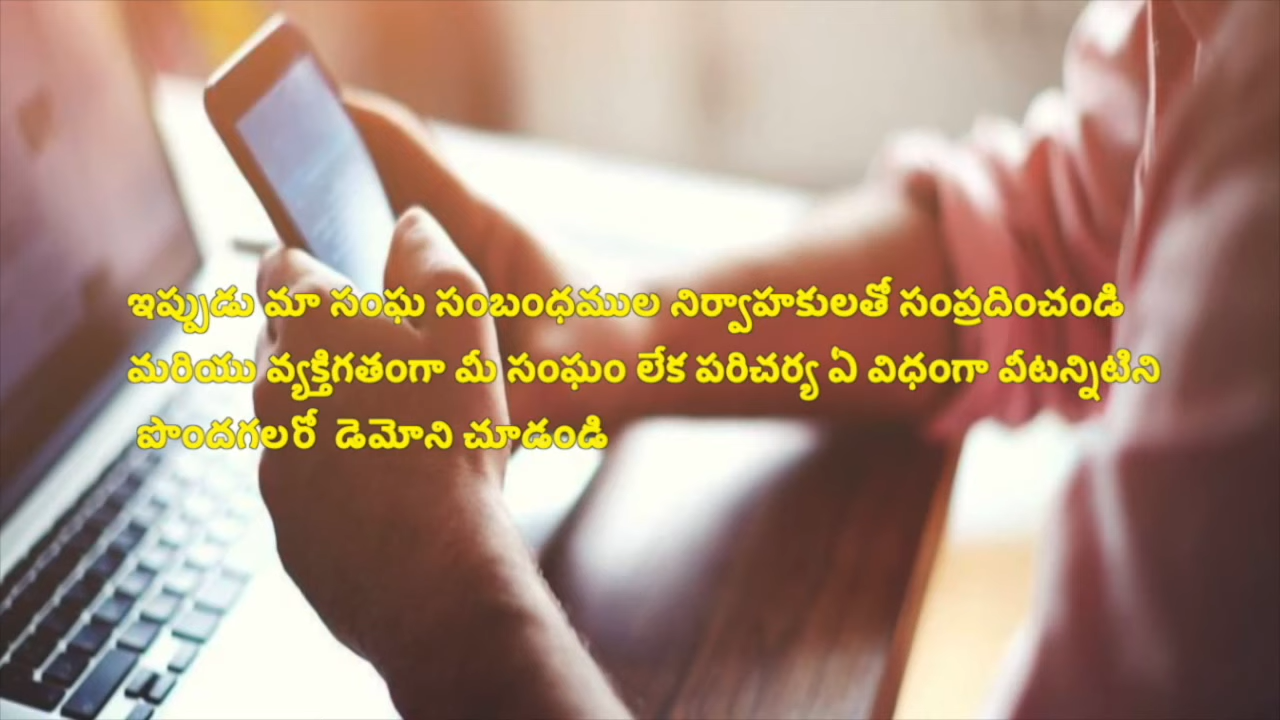 ఇప్పుడు మా సంఘ సంబంధముల నిర్వాహకులతో సంప్రదించండి
మరియు వ్యక్తిగతంగా మీ సంఘం లేక పరిచర్య ఏ విధంగా వీటన్నిటిని
పొందగలరో డెమోని చూడండి